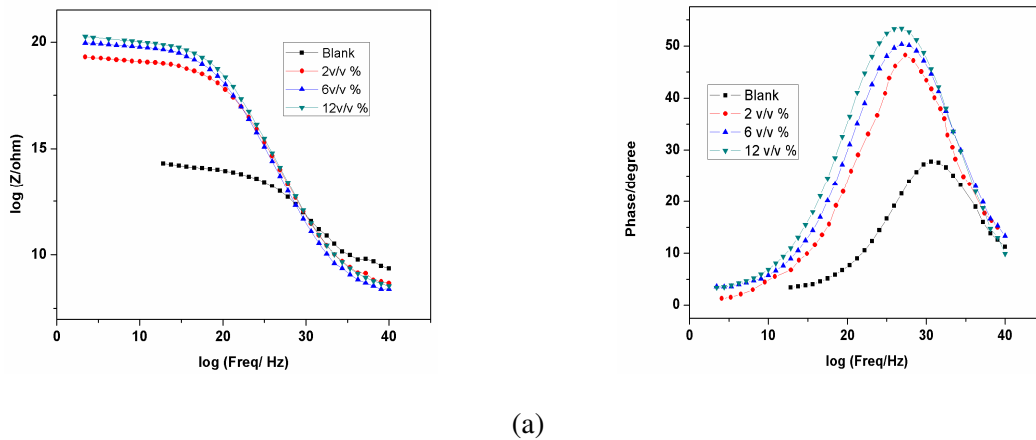 log (Z/ohm)
20
15
10
0
10
20
30
40
log (Freq/ Hz)
Blank
2v/v %
6v/v %
12v/v %
Phase/degree
50
40
30
20
10
0
0
10
20
30
40
log (Freq/Hz)
Blank
2 v/v %
6 v/v %
12 v/v %
(a)